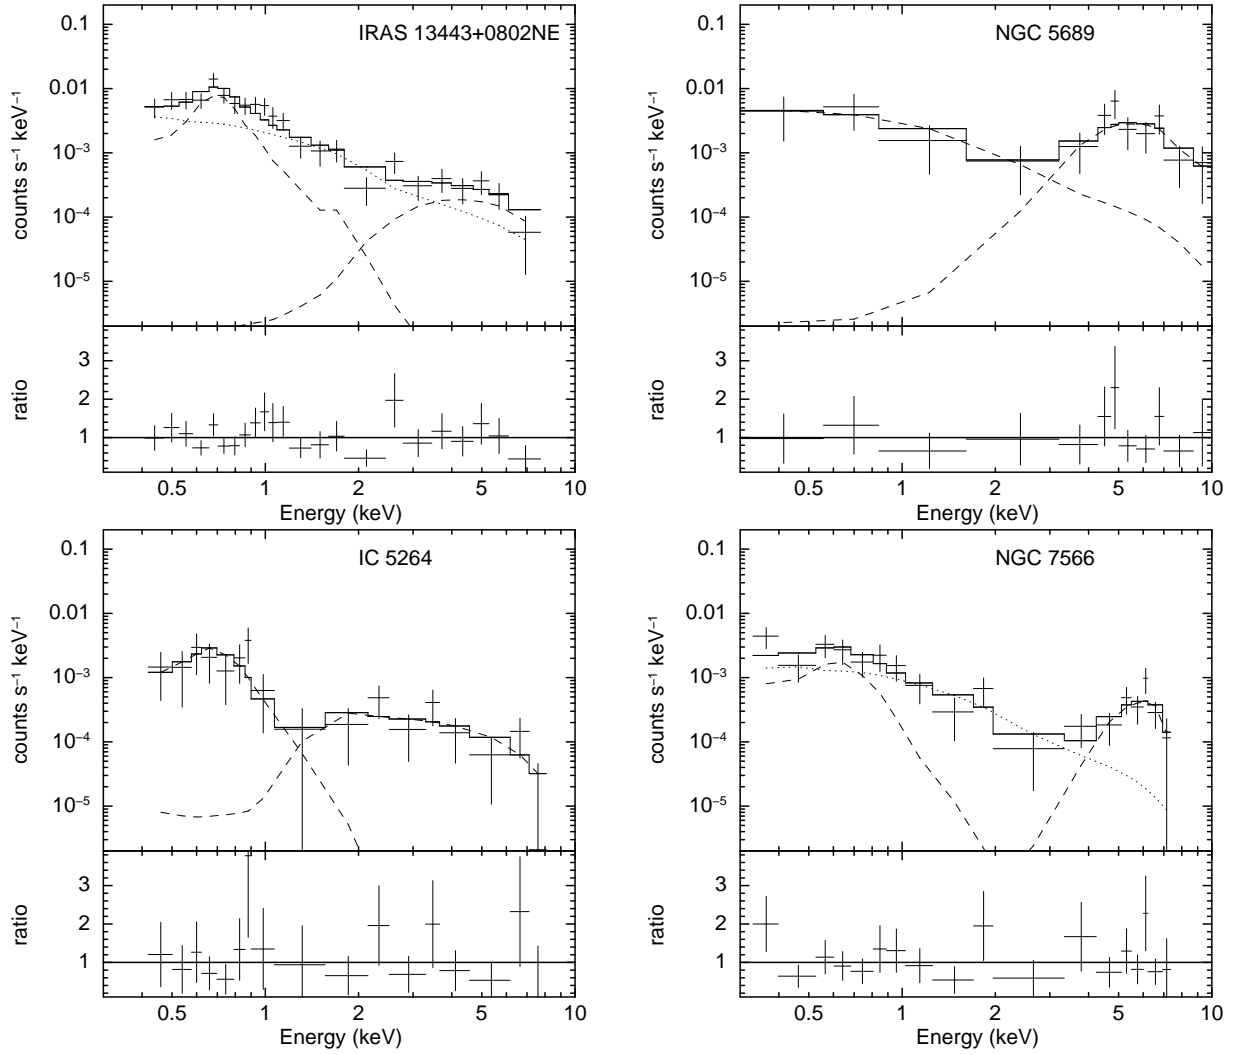 IRAS 13443+0802NE
counts s⁻¹ keV⁻¹
0.1
0.01
10⁻³
10⁻⁴
10⁻⁵
ratio
3
2
1
0.5 1 2 5 10
Energy (keV)
NGC 5689
counts s⁻¹ keV⁻¹
0.1
0.01
10⁻³
10⁻⁴
10⁻⁵
ratio
3
2
1
0.5 1 2 5 10
Energy (keV)
IC 5264
counts s⁻¹ keV⁻¹
0.1
0.01
10⁻³
10⁻⁴
10⁻⁵
ratio
3
2
1
0.5 1 2 5 10
Energy (keV)
NGC 7566
counts s⁻¹ keV⁻¹
0.1
0.01
10⁻³
10⁻⁴
10⁻⁵
ratio
3
2
1
0.5 1 2 5 10
Energy (keV)